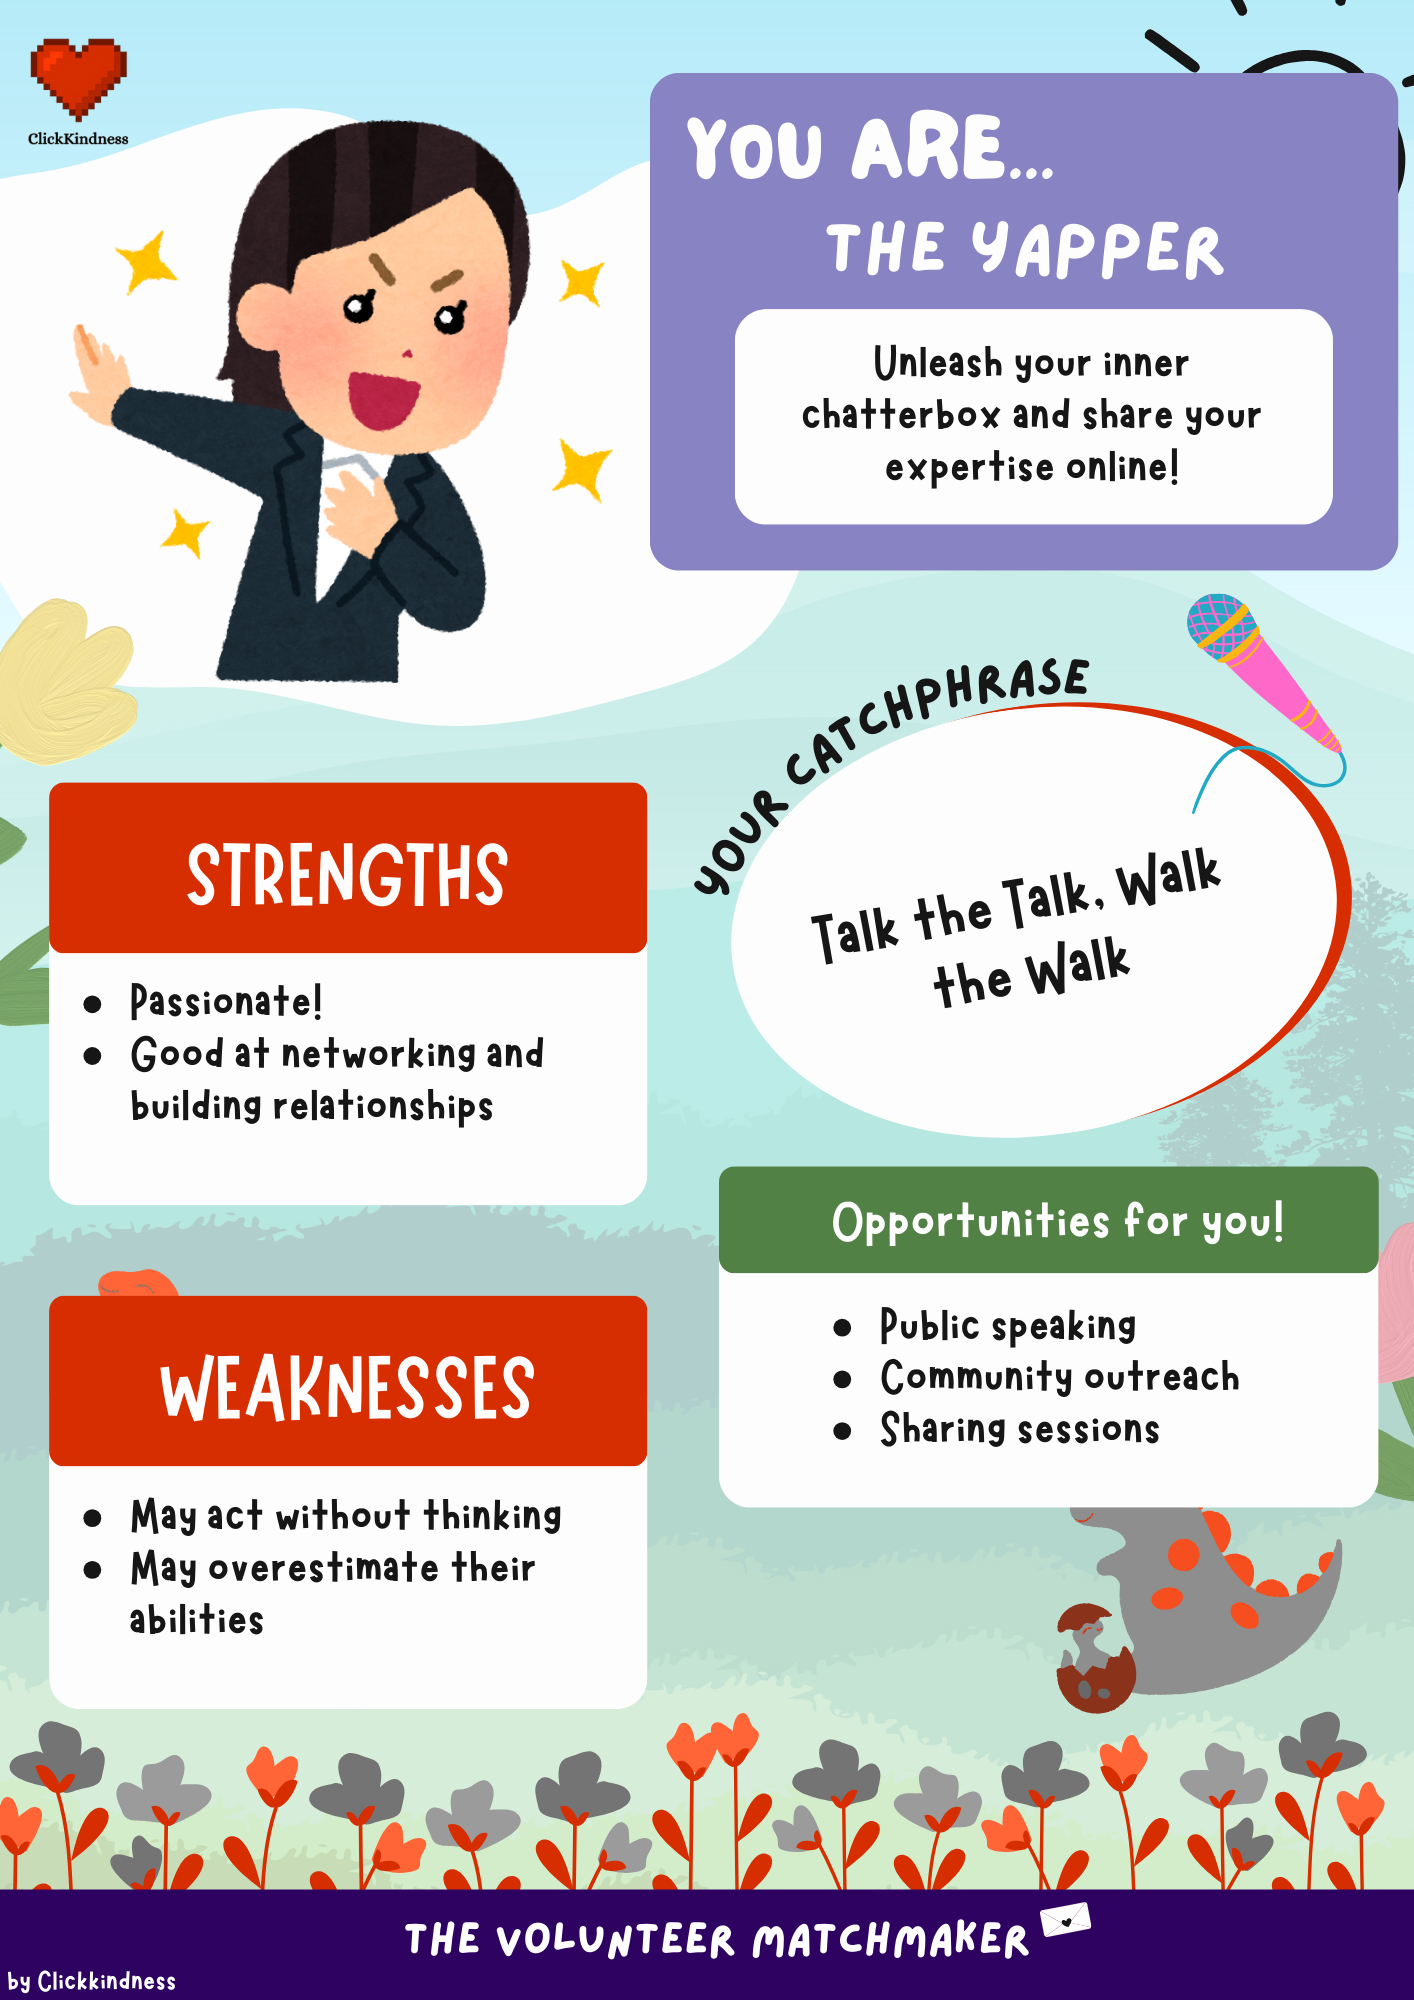 ClickKindness
YOU ARE...
THE YAPPER
Unleash your inner
chatterbox and share your
expertise online!
YOUR CATCHPHRASE
Talk the Talk, Walk
the Walk
STRENGTHS
• Passionate!
• Good at networking and
building relationships
WEAKNESSES
• May act without thinking
• May overestimate their
abilities
Opportunities for you!
• Public speaking
• Community outreach
• Sharing sessions
THE VOLUNTEER MATCHMAKER
by Clickkindness